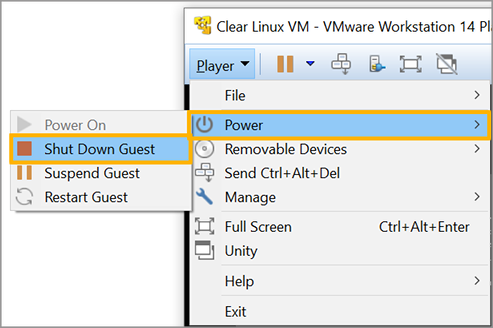 Clear Linux VM - VMware Workstation 14 Pla
Player
File
Power
Removable Devices
Send Ctrl+Alt+Del
Manage
Full Screen Ctrl+Alt+Enter
Unity
Help
Exit
Power On
Shut Down Guest
Suspend Guest
Restart Guest